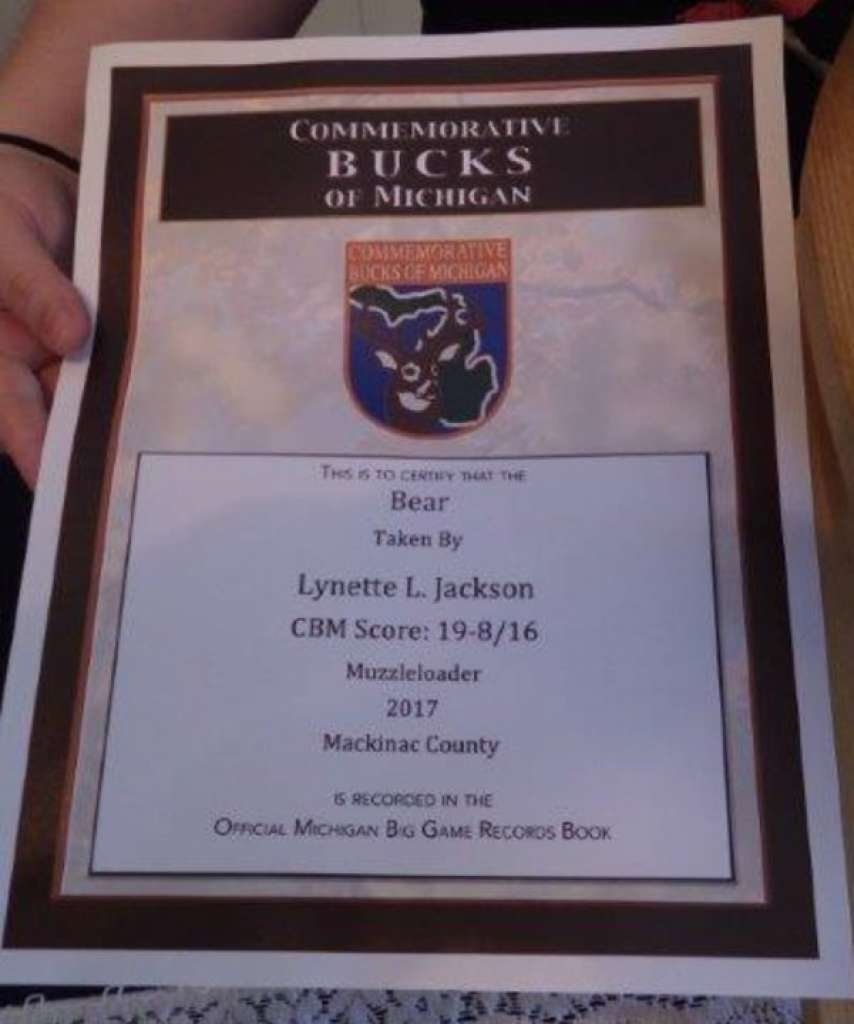 COMMEMORATIVE
BUCKS
OF MICHIGAN
COMMEMORATIVE
BUCKS OF MICHIGAN
THIS IS TO CERTIFY THAT THE
Bear
Taken By
Lynette L. Jackson
CBM Score: 19-8/16
Muzzleloader
2017
Mackinac County
IS RECORDED IN THE
OFFICIAL MICHIGAN BIG GAME RECORDS BOOK